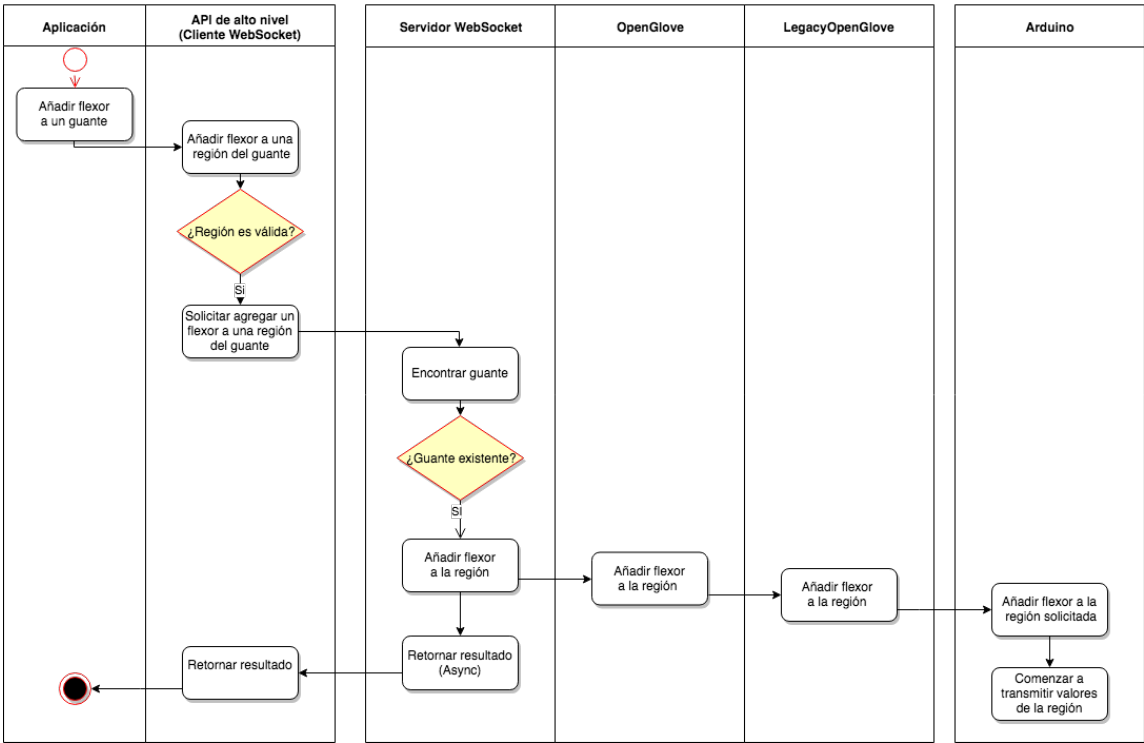 Aplicación
API de alto nivel
(Cliente WebSocket)
Servidor WebSocket
OpenGlove
LegacyOpenGlove
Arduino
Añadir flexor
a un guante
Añadir flexor a una
región del guante
¿Región es válida?
Si
Solicitar agregar un
flexor a una región
del guante
Encontrar guante
¿Guante existente?
SI
Añadir flexor
a la región
Añadir flexor
a la región
Añadir flexor
a la región
Añadir flexor a la
región solicitada
Retornar resultado
(Async)
Retornar resultado
Comenzar a
transmitir valores
de la región